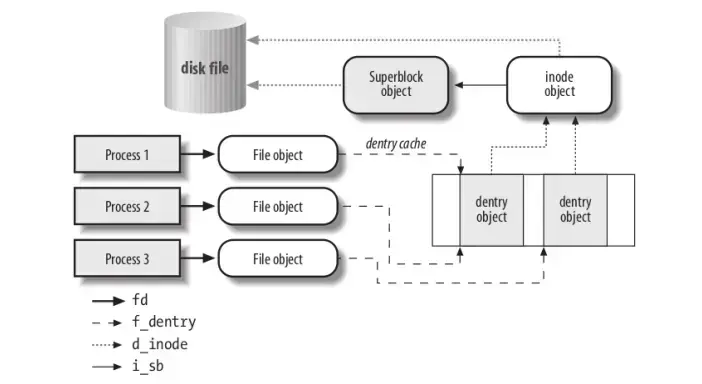 disk file
Superblock
object
inode
object
Process 1
File object
dentry cache
Process 2
File object
dentry
object
dentry
object
Process 3
File object
fd
f_dentry
d_inode
i_sb